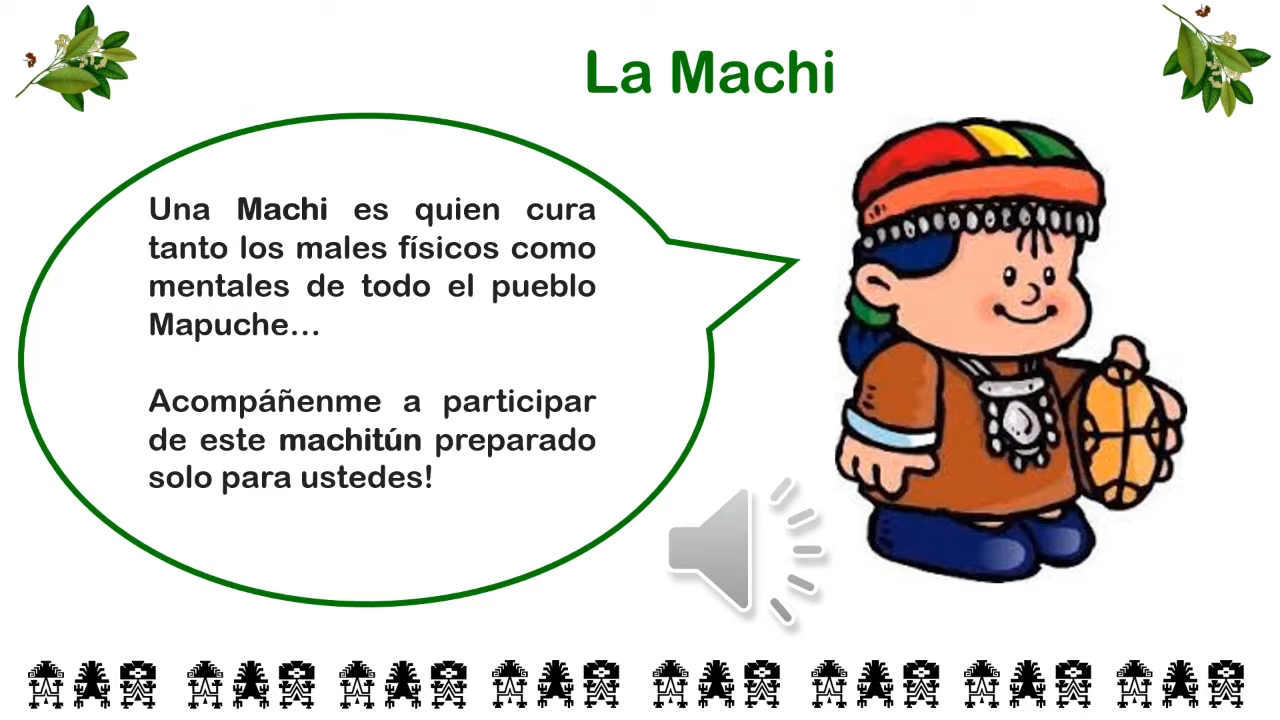 La Machi
Una Machi es quien cura
tanto los males físicos como
mentales de todo el pueblo
Mapuche...
Acompáñenme a participar
de este machitún preparado
solo para ustedes!